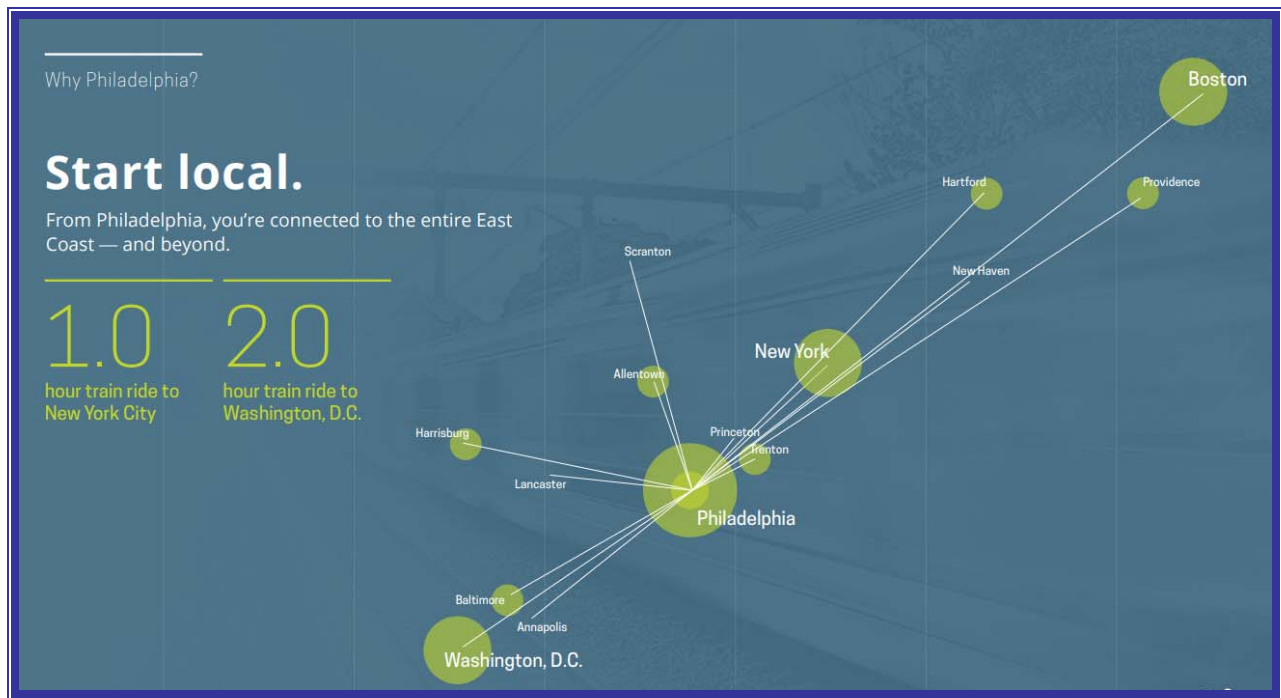 Why Philadelphia?
Start local.
From Philadelphia, you're connected to the entire East
Coast — and beyond.
1.0
hour train ride to
New York City
2.0
hour train ride to
Washington, D.C.
Boston
Hartford
Providence
Scranton
New Haven
New York
Allentown
Princeton
Harrisburg
Trenton
Lancaster
Philadelphia
Baltimore
Annapolis
Washington, D.C.